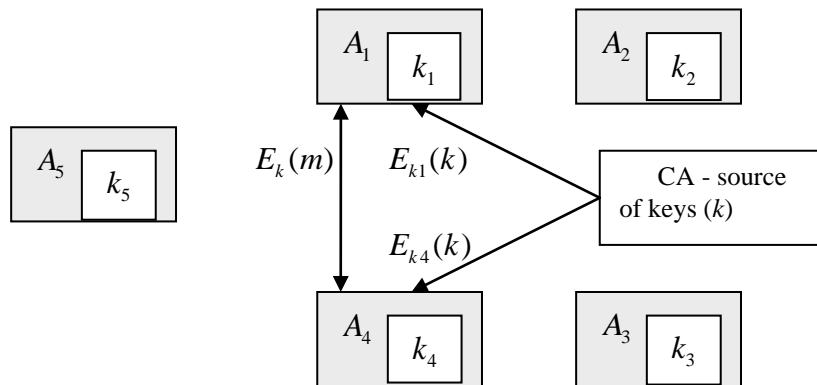 A₁
k₁
A₂
k₂
A₅
k₅
Eₖ(m)
Eₖ₁(k)
CA - source
of keys (k)
Eₖ₄(k)
A₄
k₄
A₃
k₃